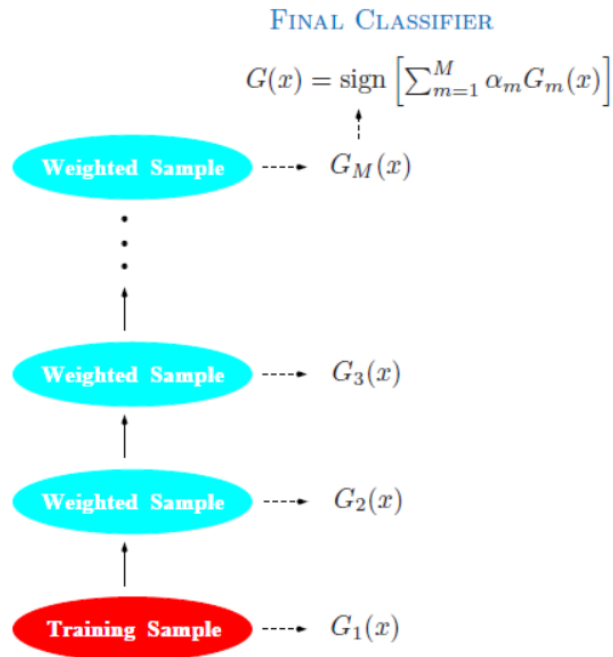 FINAL CLASSIFIER
G(x) = sign [∑_{m=1}^{M} α_m G_m(x)]
Weighted Sample G_M(x)
Weighted Sample G_3(x)
Weighted Sample G_2(x)
Training Sample G_1(x)